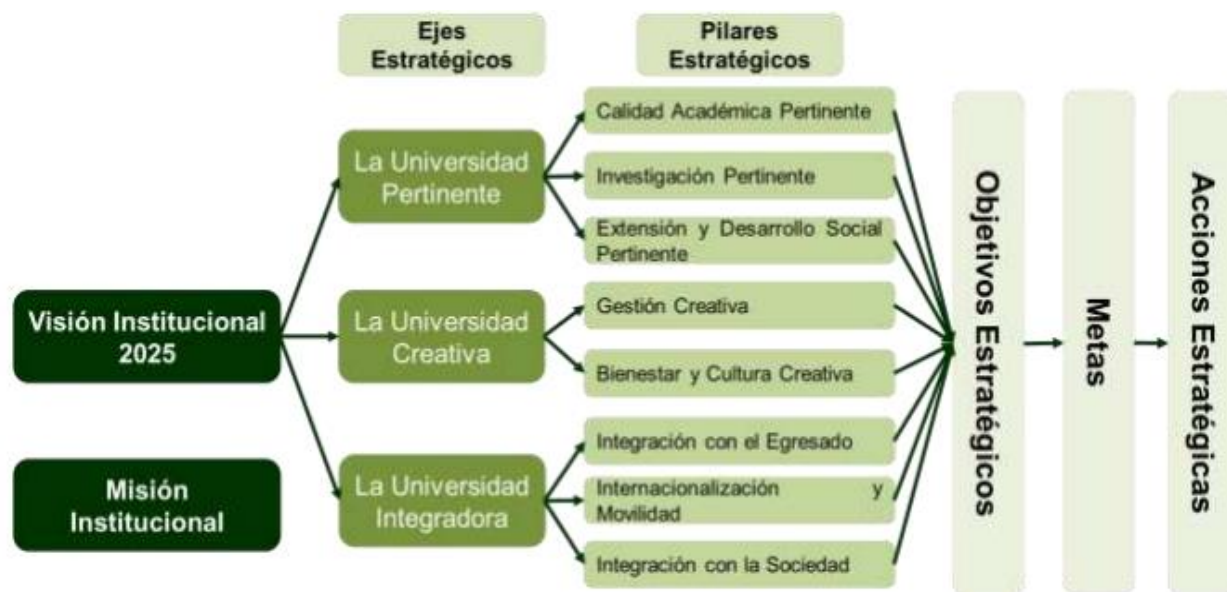 Ejes
Estratégicos
Pilares
Estratégicos
Visión Institucional
2025
Misión
Institucional
La Universidad
Pertinente
La Universidad
Creativa
La Universidad
Integradora
Calidad Académica Pertinente
Investigación Pertinente
Extensión y Desarrollo Social
Pertinente
Gestión Creativa
Bienestar y Cultura Creativa
Integración con el Egresado
Internacionalización y
Movilidad
Integración con la Sociedad
Objetivos Estratégicos
Metas
Acciones Estratégicas